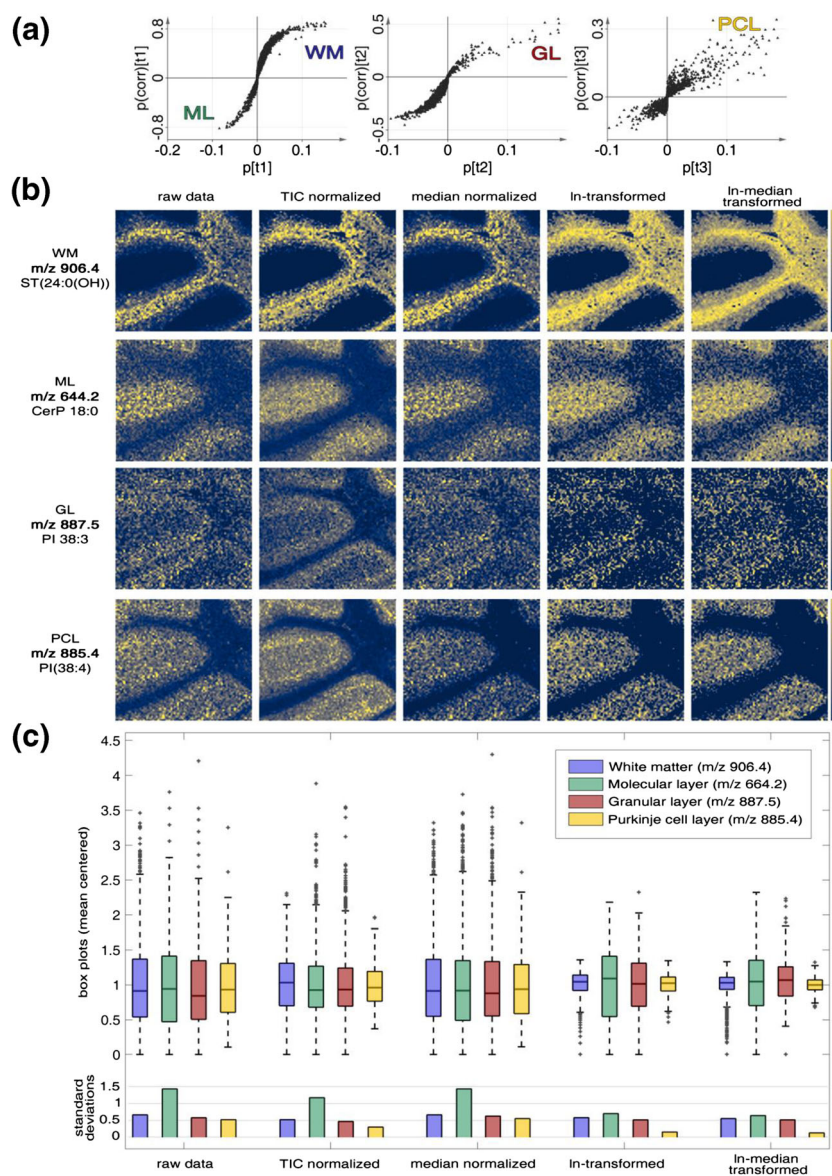 (a)
0.8
0
-0.8
p(corr)[t1]
WM
ML
-0.2
-0.1
0
0.1
0.2
p[t1]
0.5
0
-0.5
p(corr)[t2]
GL
-0.1
0
0.1
0.2
p[t2]
0.3
0
p(corr)[t3]
PCL
-0.1
0
0.1
0.2
p[t3]
(b)
raw data
TIC normalized
median normalized
ln-transformed
ln-median
transformed
WM
m/z 906.4
ST(24:0(OH))
ML
m/z 644.2
CerP 18:0
GL
m/z 887.5
PI 38:3
PCL
m/z 885.4
PI(38:4)
(c)
4.5
4
3.5
3
2.5
2
1.5
1
0.5
0
box plots (mean centered)
White matter (m/z 906.4)
Molecular layer (m/z 664.2)
Granular layer (m/z 887.5)
Purkinje cell layer (m/z 885.4)
1.5
1
0.5
0
standard
deviations
raw data
TIC normalized
median normalized
ln-transformed
ln-median
transformed